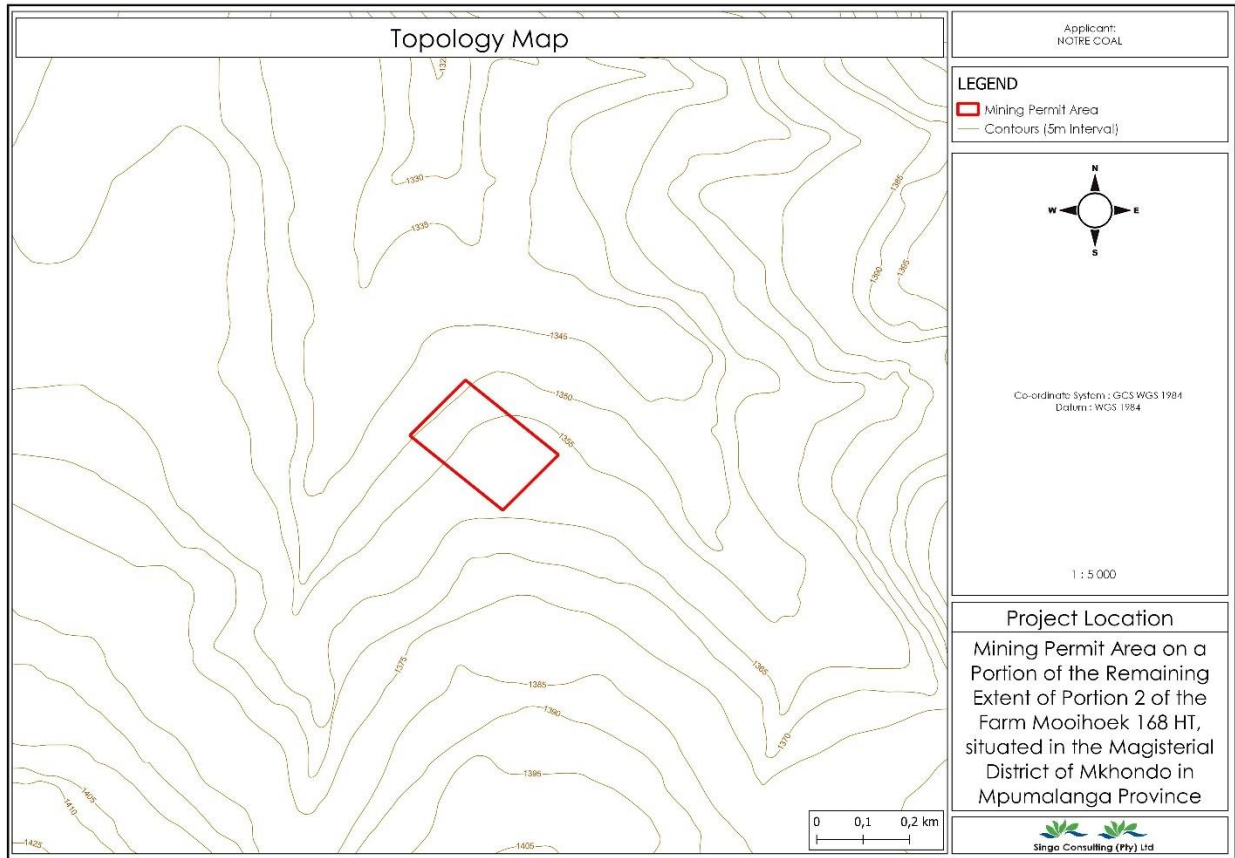 Topology Map
Applicant:
NOTRE COAL
LEGEND
Mining Permit Area
Contours (5m Interval)
N
W E
S
Co-ordinate System : GCS WGS 1984
Datum : WGS 1984
1 : 5 000
Project Location
Mining Permit Area on a
Portion of the Remaining
Extent of Portion 2 of the
Farm Mooihoek 168 HT,
situated in the Magisterial
District of Mkhondo in
Mpumalanga Province
Singo Consulting (Pty) Ltd
1330
1335
1385
1390
1395
1345
1350
1355
1365
1370
1375
1385
1390
1395
1405
1405
1410
1425
0 0,1 0,2 km